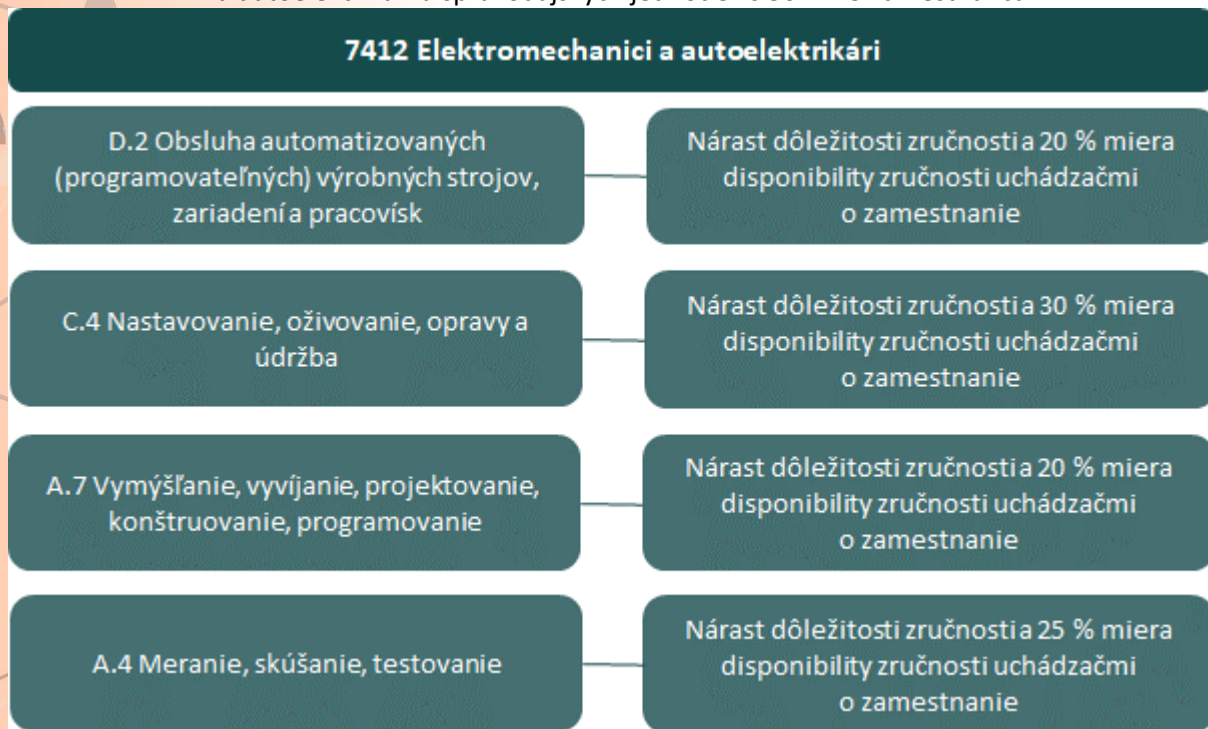 7412 Elektromechanici a autoelektrikári
D.2 Obsluha automatizovaných
(programovateľných) výrobných strojov,
zariadení a pracovísk
Nárast dôležitosti zručnosti a 20 % miera
disponibility zručnosti uchádzačmi
o zamestnanie
C.4 Nastavovanie, oživovanie, opravy a
údržba
Nárast dôležitosti zručnosti a 30 % miera
disponibility zručnosti uchádzačmi
o zamestnanie
A.7 Vymýšľanie, vyvíjanie, projektovanie,
konštruovanie, programovanie
Nárast dôležitosti zručnosti a 20 % miera
disponibility zručnosti uchádzačmi
o zamestnanie
A.4 Meranie, skúšanie, testovanie
Nárast dôležitosti zručnosti a 25 % miera
disponibility zručnosti uchádzačmi
o zamestnanie